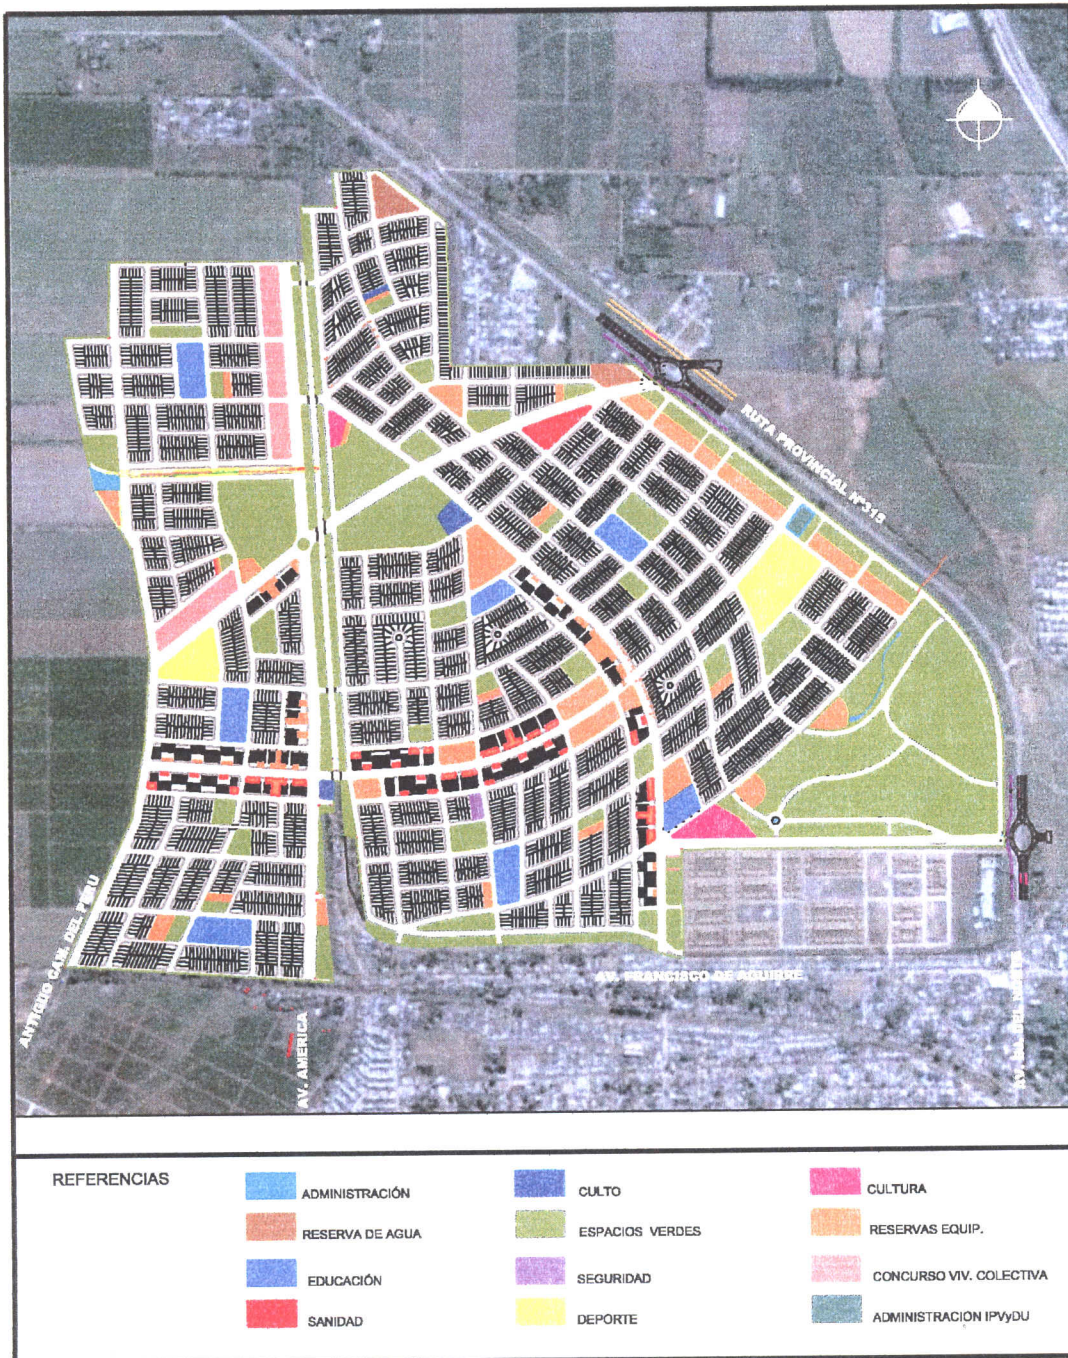 RUTA PROVINCIAL N°315
ANTIGUO CAM. DEL PERU
AV. AMERICA
AV. FRANCISCO DE AGUIRRE
REFERENCIAS
ADMINISTRACIÓN
CULTO
CULTURA
RESERVA DE AGUA
ESPACIOS VERDES
RESERVAS EQUIP.
EDUCACIÓN
SEGURIDAD
CONCURSO VIV. COLECTIVA
SANIDAD
DEPORTE
ADMINISTRACION IPVyDU